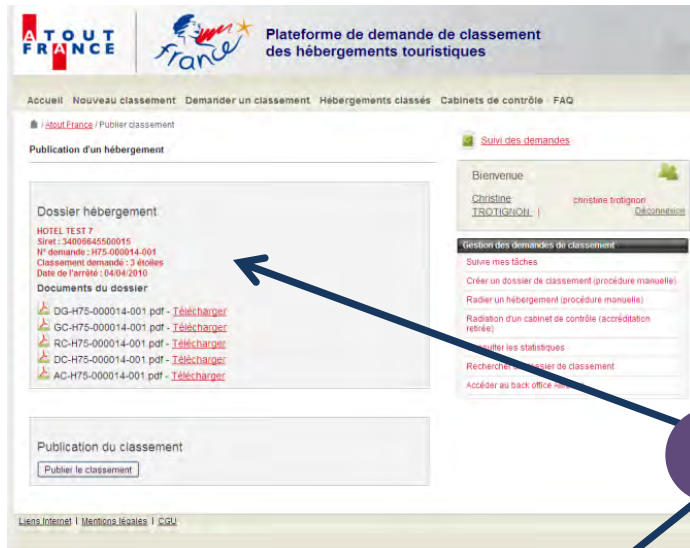 ATOUT
FRANCE
France
Plateforme de demande de classement
des hébergements touristiques
Accueil Nouveau classement Demander un classement Hébergements classés Cabinets de contrôle FAQ
/ Atout France / Publier classement
Publication d'un hébergement
Suivi des demandes
Bienvenue
Christine TROTIGNON |
christine trotignon
Déconnexion
Dossier hébergement
HOTEL TEST 7
Siret : 34006645500015
N° demande : H75-000014-001
Classement demandé : 3 étoiles
Date de l'arrêté : 04/04/2010
Documents du dossier
DG-H75-000014-001.pdf - Télécharger
GC-H75-000014-001.pdf - Télécharger
RC-H75-000014-001.pdf - Télécharger
DC-H75-000014-001.pdf - Télécharger
AC-H75-000014-001.pdf - Télécharger
Gestion des demandes de classement
Suivre mes tâches
Créer un dossier de classement (procédure manuelle)
Radier un hébergement (procédure manuelle)
Radiation d'un cabinet de contrôle (accréditation
retirée)
les statistiques
Rechercher
de classement
Accéder au back office
Publication du classement
Publier le classement
Liens Internet | Mentions légales | CGU